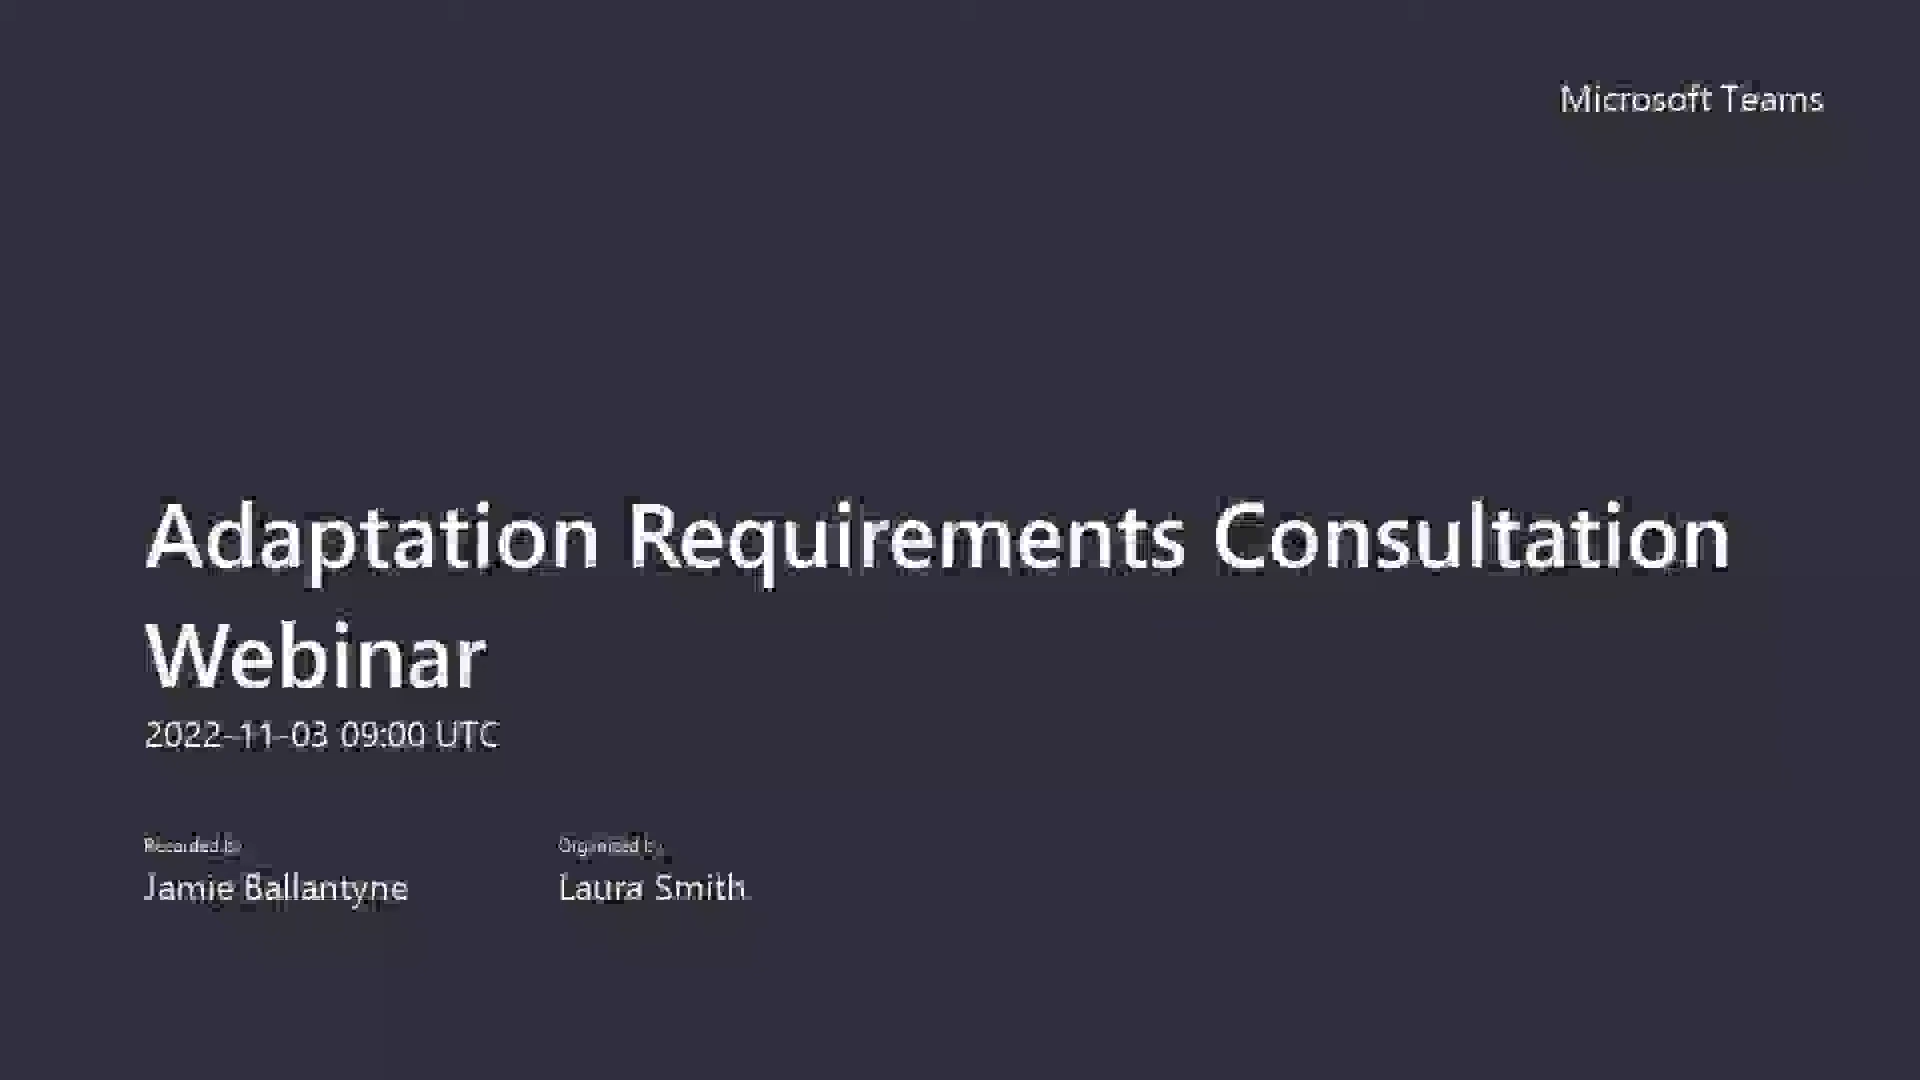 Microsoft Teams
Adaptation Requirements Consultation
Webinar
2022-11-03 09:00 UTC
Recorded by
Organized by
Jamie Ballantyne
Laura Smith